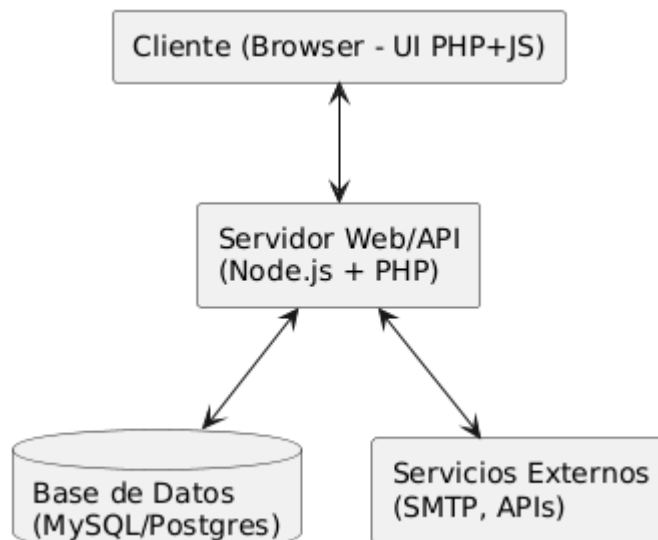 Cliente (Browser - UI PHP+JS)
Servidor Web/API
(Node.js + PHP)
Base de Datos
(MySQL/Postgres)
Servicios Externos
(SMTP, APIs)